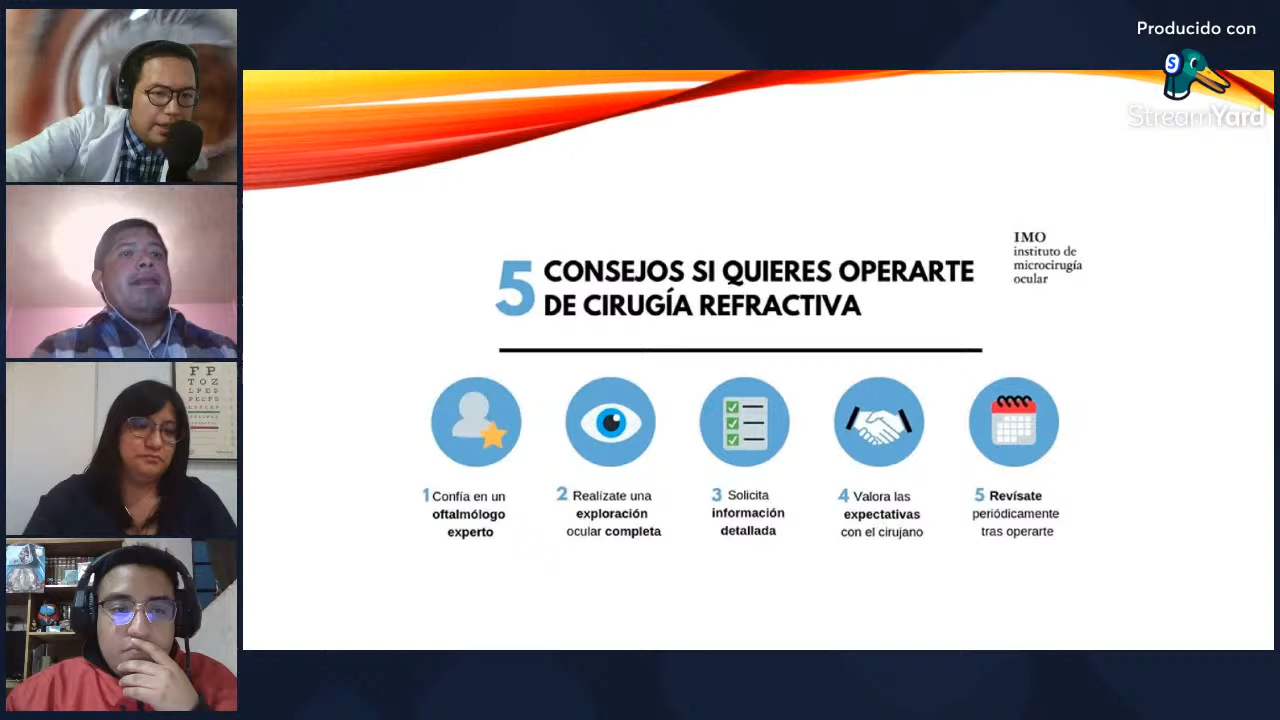 Producido con
S
StreamYard
IMO
instituto de
microcirugía
ocular
5 CONSEJOS SI QUIERES OPERARTE
DE CIRUGÍA REFRACTIVA
1 Confía en un
oftalmólogo
experto
2 Realízate una
exploración
ocular completa
3 Solicita
información
detallada
4 Valora las
expectativas
con el cirujano
5 Revísate
periódicamente
tras operarte
F P
T O Z
L P E D